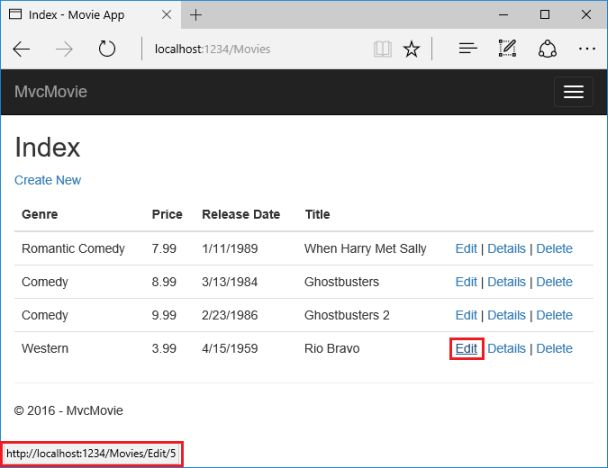 Index - Movie App
localhost:1234/Movies
MvcMovie
Index
Create New
Genre Price Release Date Title
Romantic Comedy 7.99 1/11/1989 When Harry Met Sally Edit | Details | Delete
Comedy 8.99 3/13/1984 Ghostbusters Edit | Details | Delete
Comedy 9.99 2/23/1986 Ghostbusters 2 Edit | Details | Delete
Western 3.99 4/15/1959 Rio Bravo Edit Details | Delete
© 2016 - MvcMovie
http://localhost:1234/Movies/Edit/5